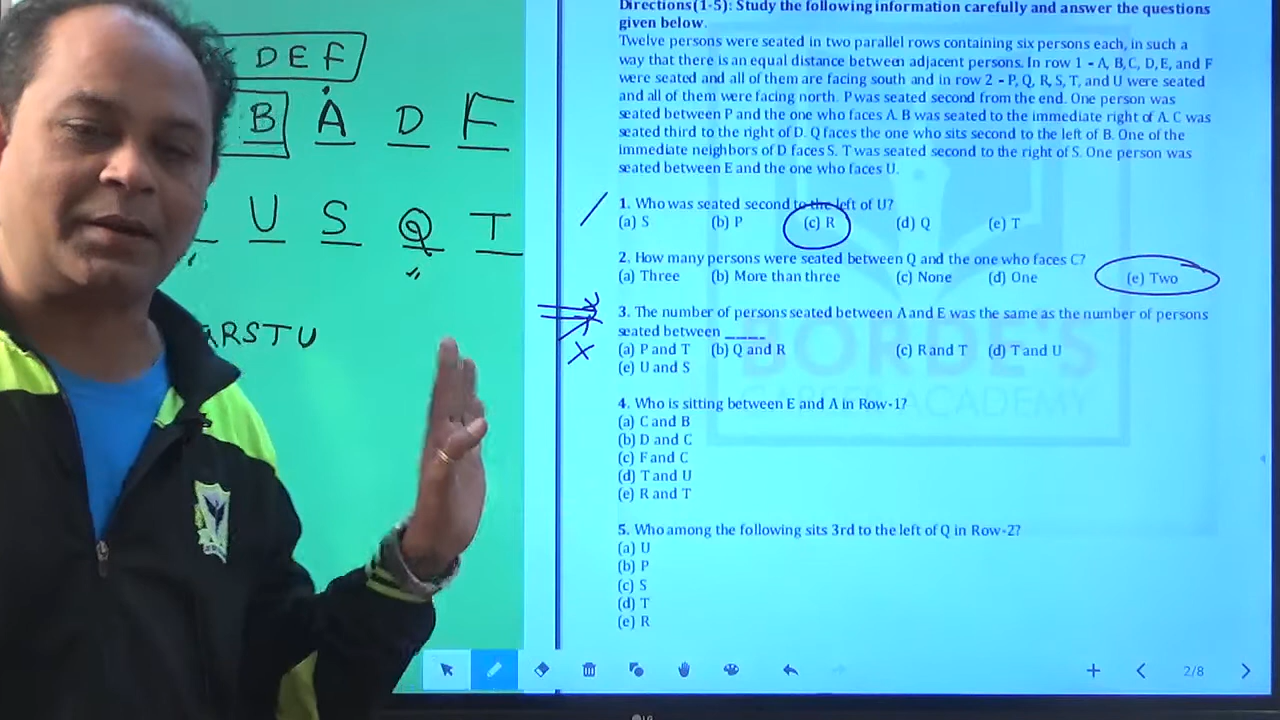 DEF
B A D F
U S Q T
RSTU
Directions(1-5): Study the following information carefully and answer the questions
given below.
Twelve persons were seated in two parallel rows containing six persons each, in such a
way that there is an equal distance between adjacent persons. In row 1 - A, B, C, D, E, and F
were seated and all of them are facing south and in row 2 - P, Q, R, S, T, and U were seated
and all of them were facing north. P was seated second from the end. One person was
seated between P and the one who faces A. B was seated to the immediate right of A. C was
seated third to the right of D. Q faces the one who sits second to the left of B. One of the
immediate neighbors of D faces S. T was seated second to the right of S. One person was
seated between E and the one who faces U.
1. Who was seated second to the left of U?
(a) S (b) P (c) R (d) Q (e) T
2. How many persons were seated between Q and the one who faces C?
(a) Three (b) More than three (c) None (d) One (e) Two
3. The number of persons seated between A and E was the same as the number of persons
seated between ____
(a) P and T (b) Q and R (c) R and T (d) T and U
(e) U and S
4. Who is sitting between E and A in Row-1?
(a) C and B
(b) D and C
(c) F and C
(d) T and U
(e) R and T
5. Who among the following sits 3rd to the left of Q in Row-2?
(a) U
(b) P
(c) S
(d) T
(e) R
BORDE'S
CAREER ACADEMY
2/8